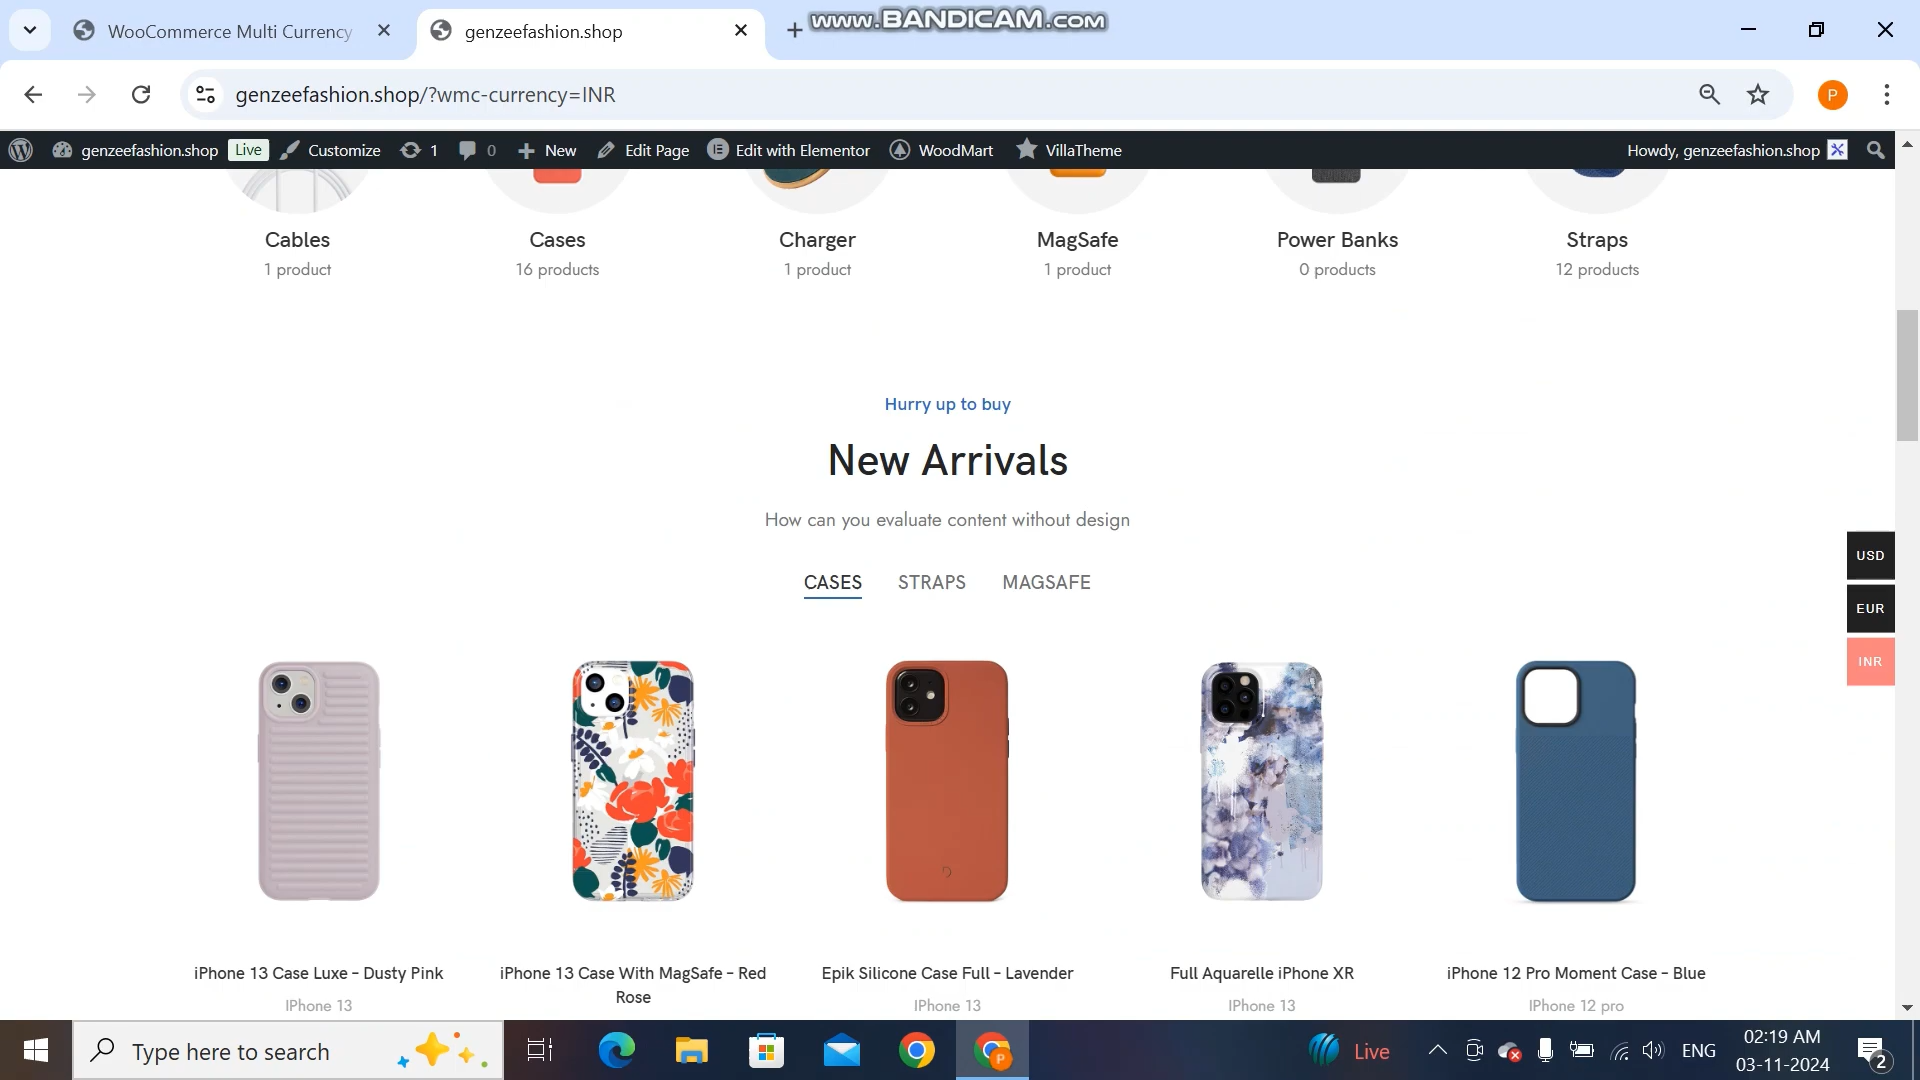 WooCommerce Multi Currency
genzeefashion.shop
www.BANDICAM.com
genzeefashion.shop/?wmc-currency=INR
P
genzeefashion.shop Live Customize 1 0 New Edit Page Edit with Elementor WoodMart VillaTheme Howdy, genzeefashion.shop
Cables Cases Charger MagSafe Power Banks Straps
1 product 16 products 1 product 1 product 0 products 12 products
Hurry up to buy
New Arrivals
How can you evaluate content without design
CASES STRAPS MAGSAFE
USD
EUR
INR
iPhone 13 Case Luxe – Dusty Pink
IPhone 13
iPhone 13 Case With MagSafe – Red
Rose
Epik Silicone Case Full – Lavender
IPhone 13
Full Aquarelle iPhone XR
IPhone 13
iPhone 12 Pro Moment Case – Blue
IPhone 12 pro
Type here to search
P
Live
ENG
02:19 AM
03-11-2024
2